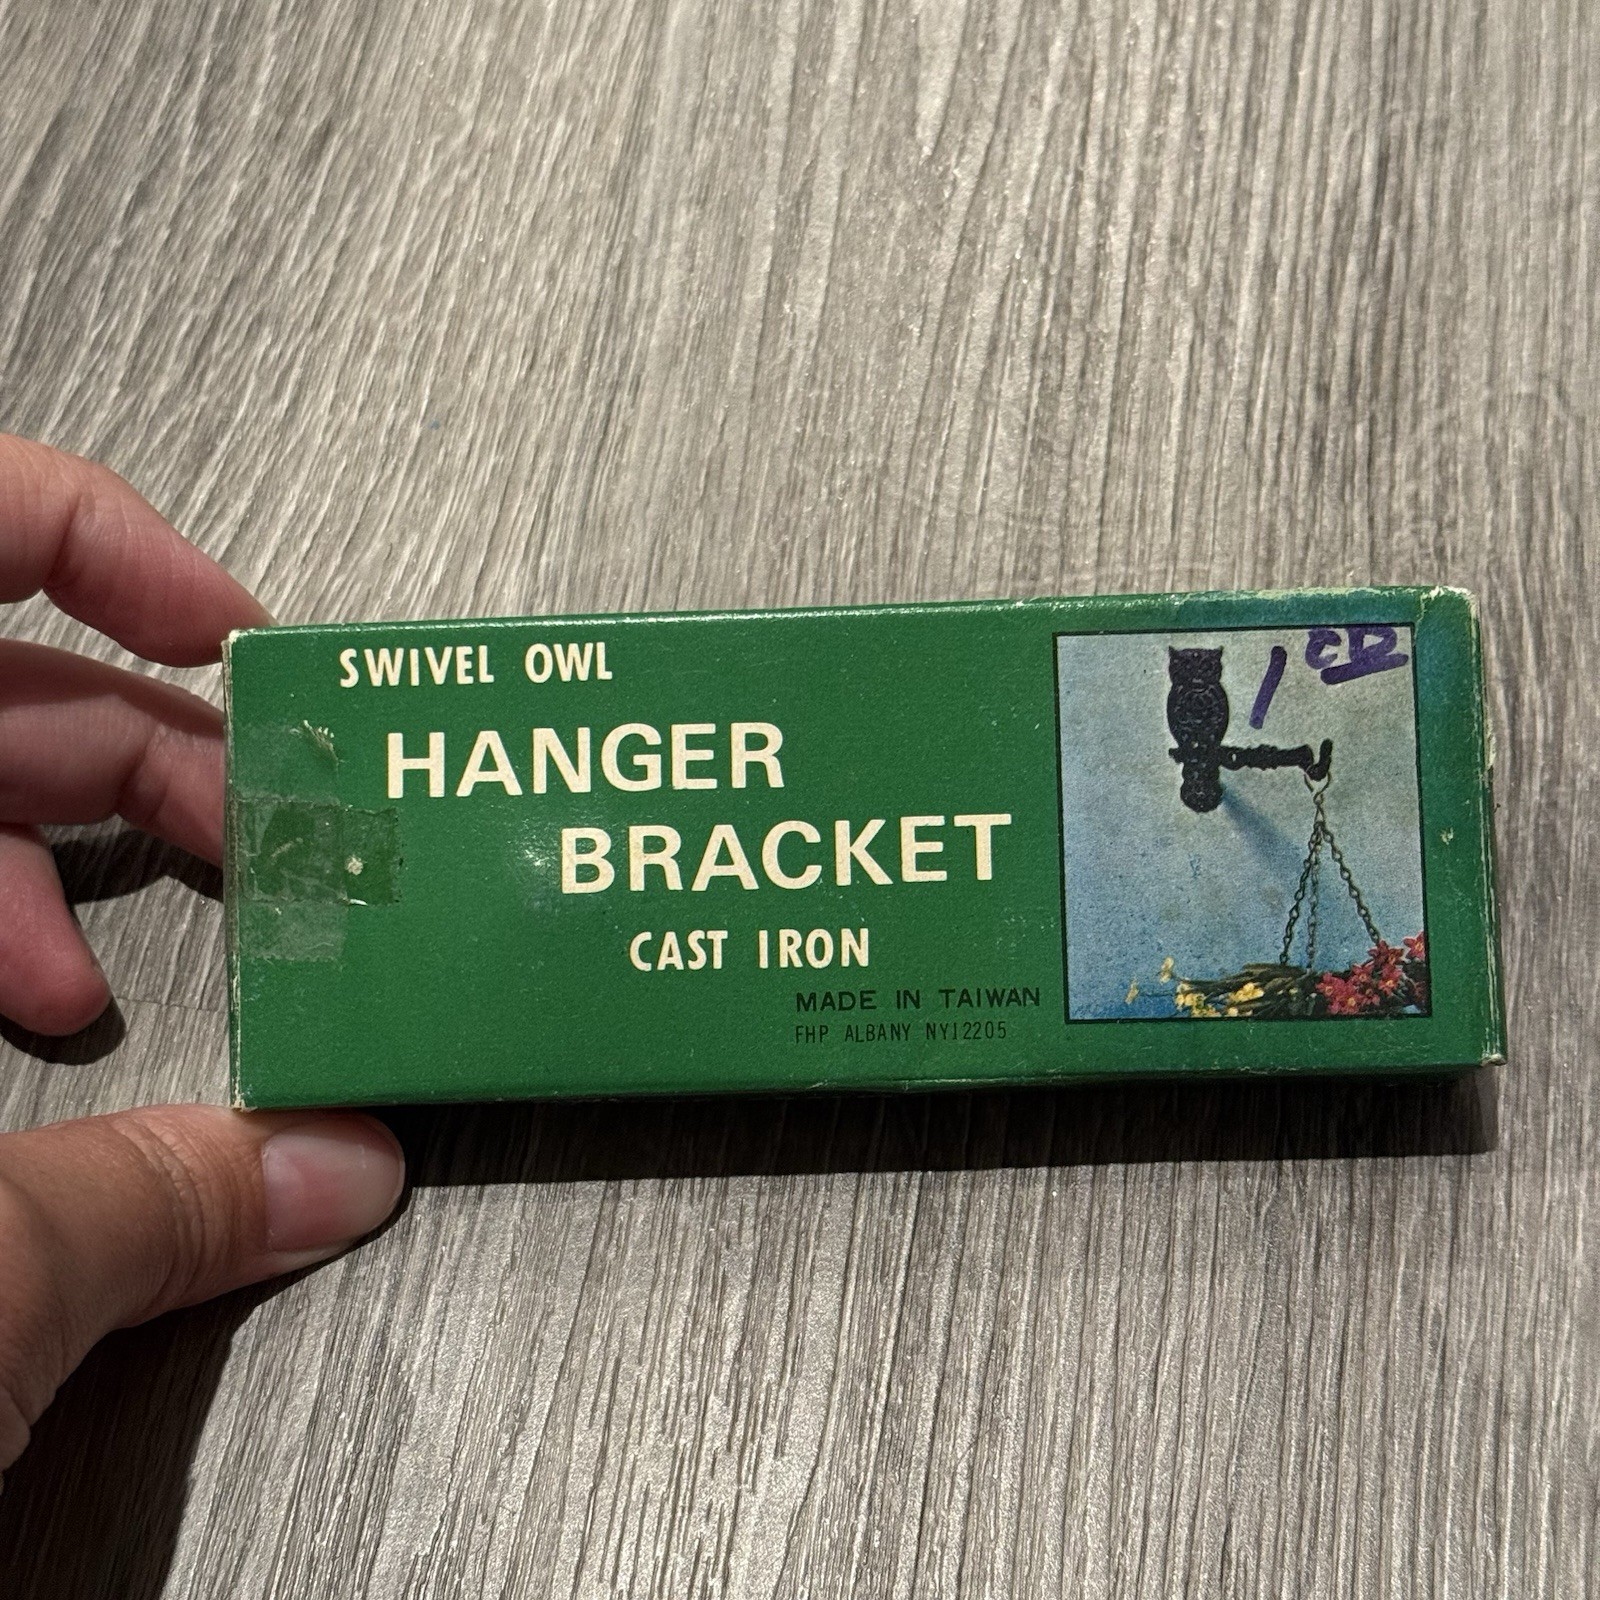 SWIVEL OWL
HANGER
BRACKET
CAST IRON
MADE IN TAIWAN
FHP ALBANY NY12205